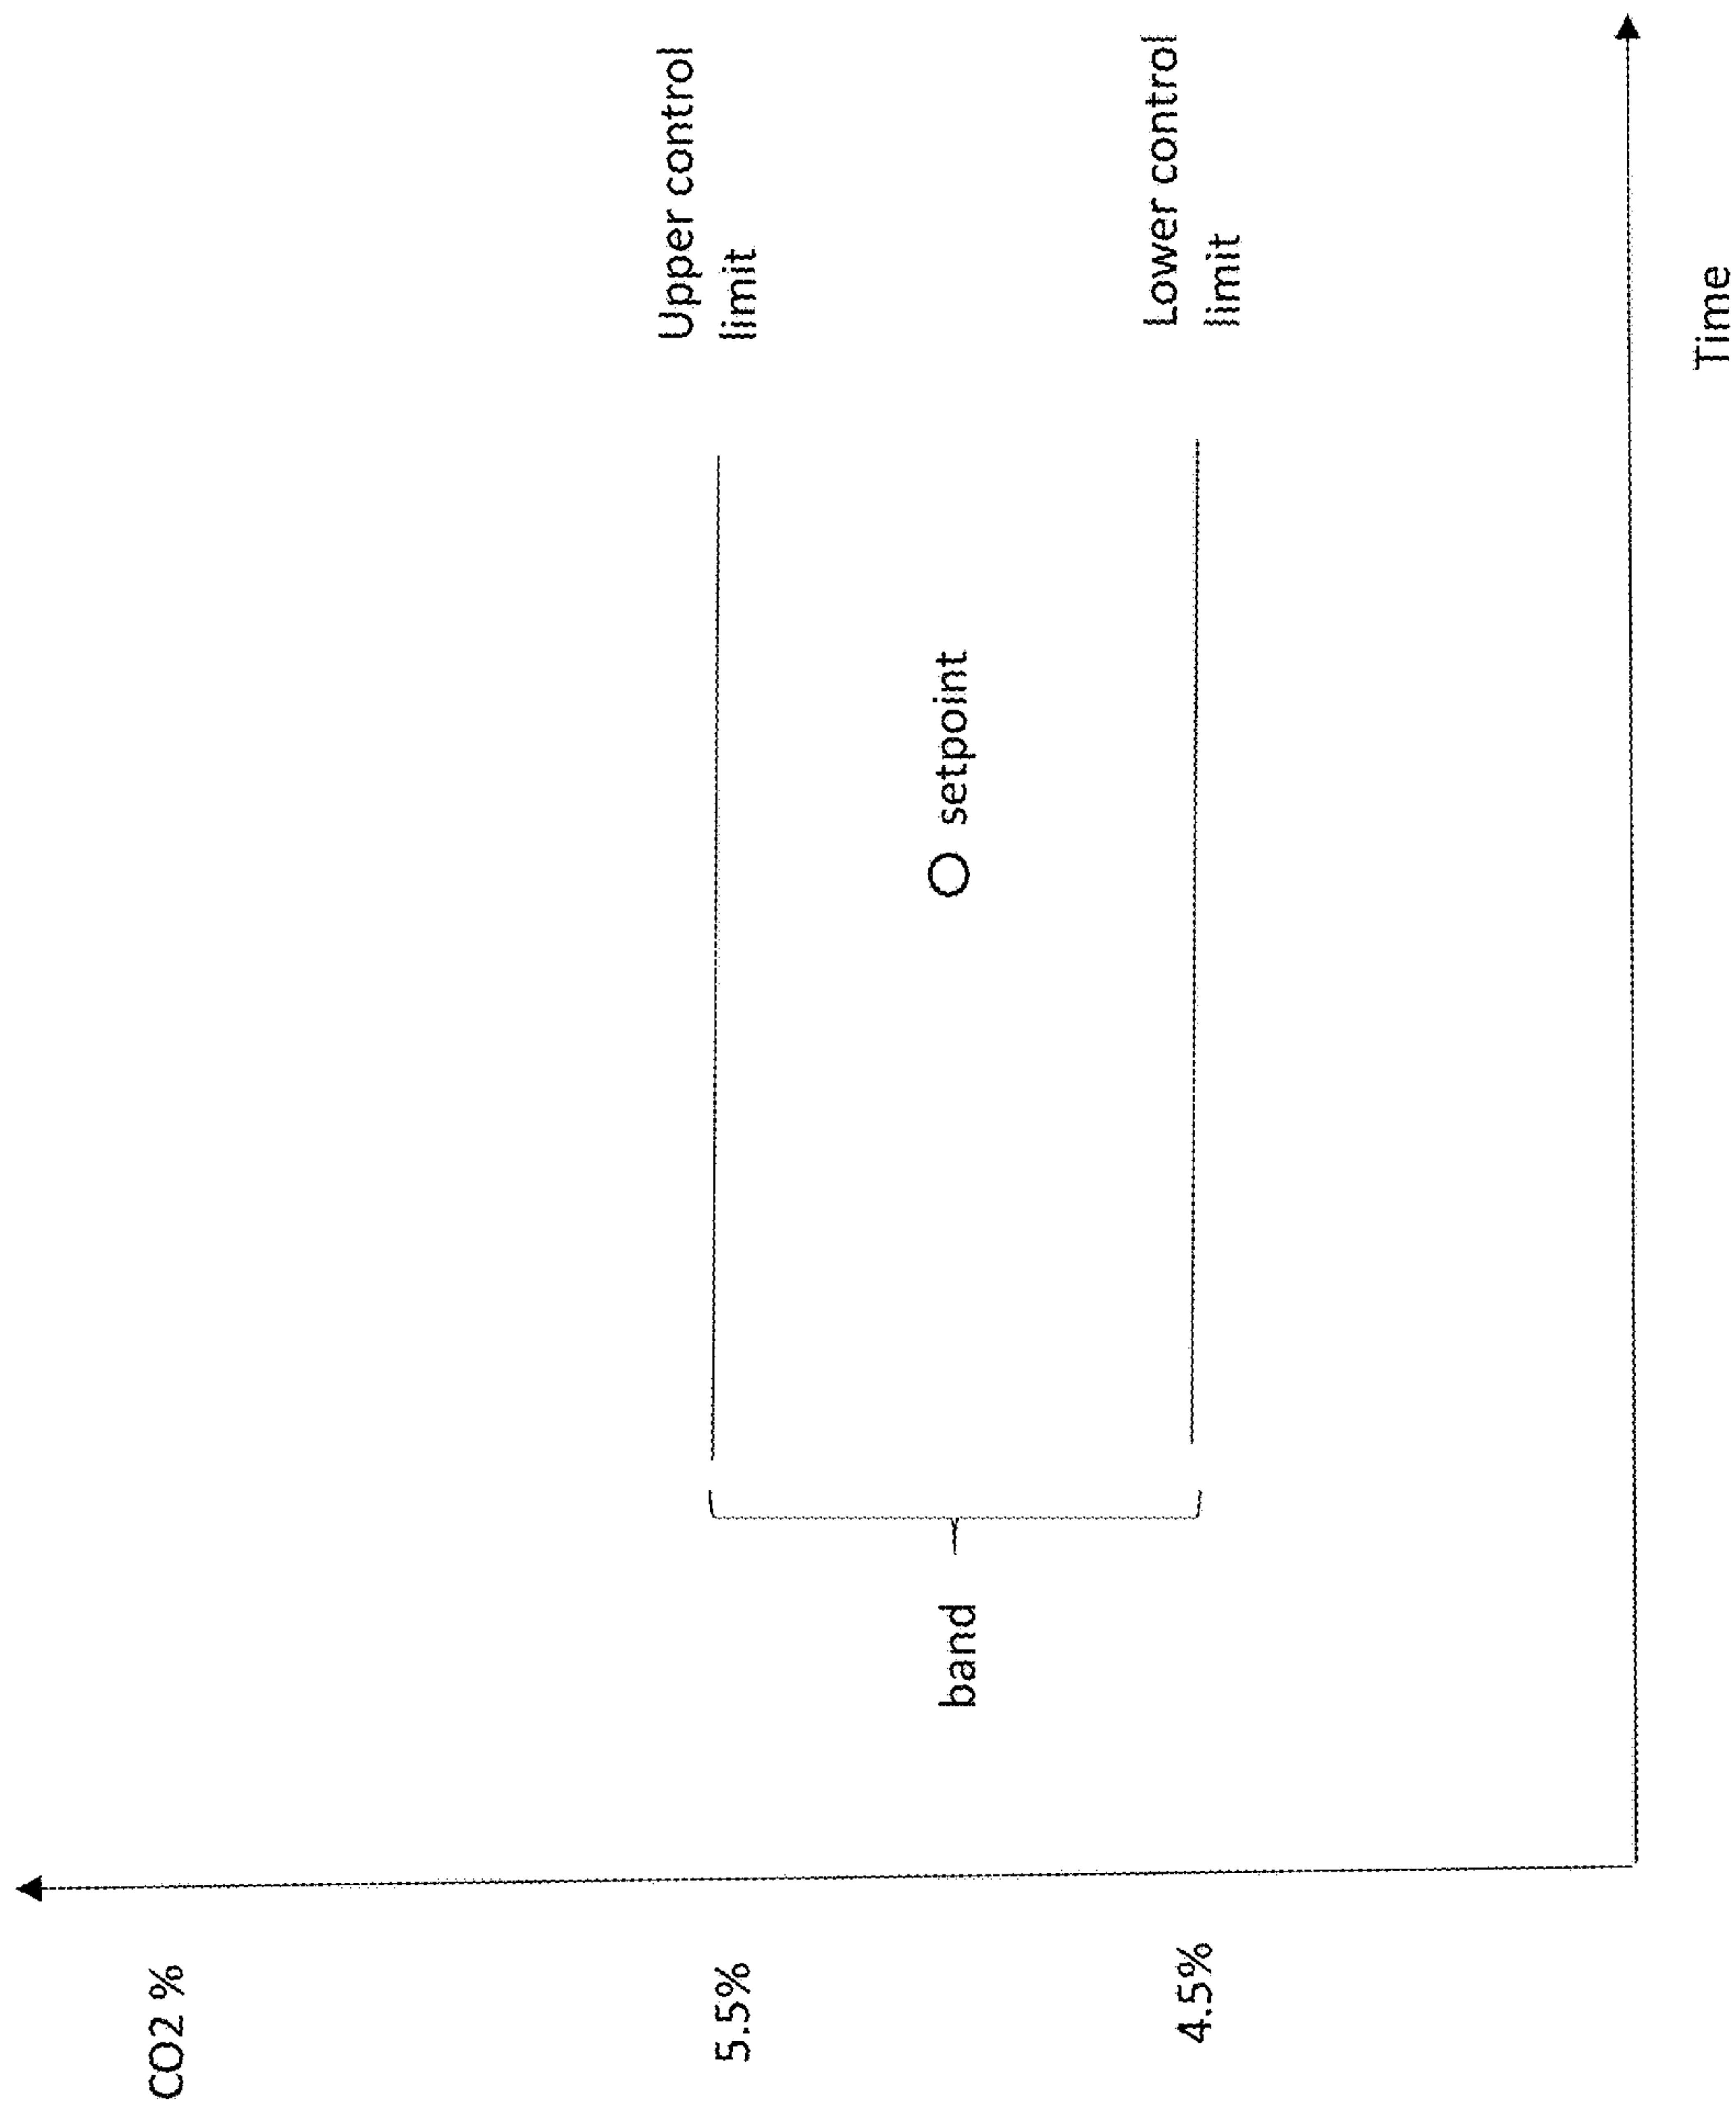 CO2 %
Upper control
limit
5.5%
setpoint
band
Lower control
limit
4.5%
Time